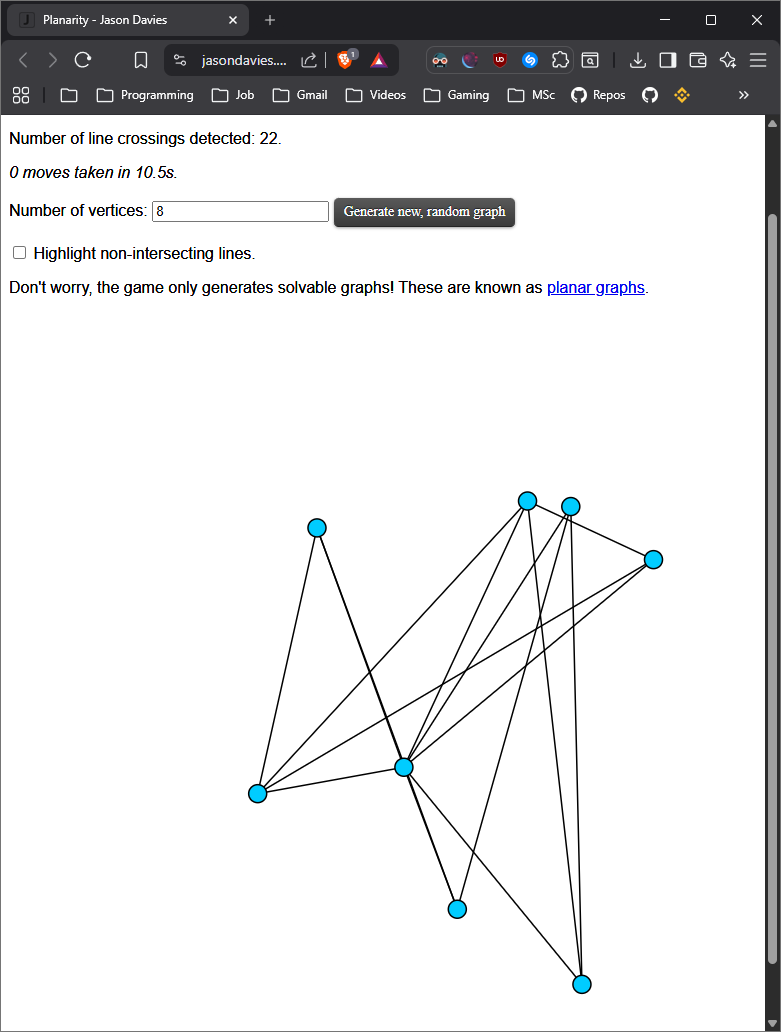 Planarity - Jason Davies
jasondavies....
1
Programming Job Gmail Videos Gaming MSc Repos
Number of line crossings detected: 22.
0 moves taken in 10.5s.
Number of vertices: 8 Generate new, random graph
Highlight non-intersecting lines.
Don't worry, the game only generates solvable graphs! These are known as planar graphs.